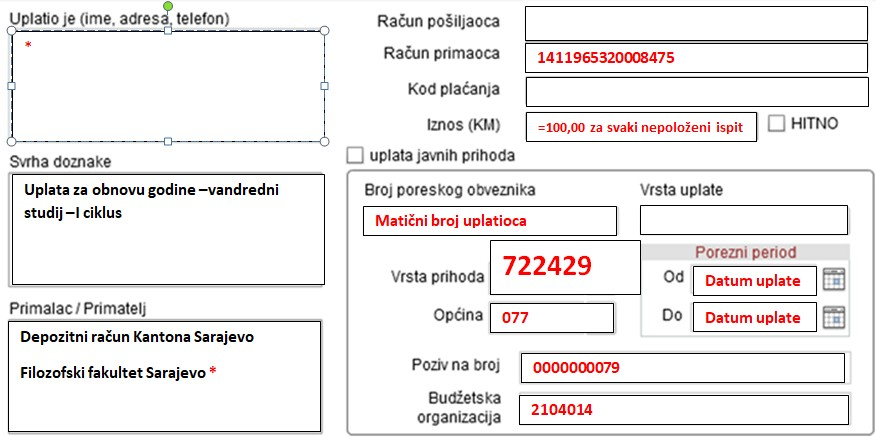 Uplatio je (ime, adresa, telefon)
*
Svrha doznake
Uplata za obnovu godine –vandredni
studij –I ciklus
Primalac / Primatelj
Depozitni račun Kantona Sarajevo
Filozofski fakultet Sarajevo *
Račun pošiljaoca
Račun primaoca
1411965320008475
Kod plaćanja
Iznos (KM)
=100,00 za svaki nepoloženi ispit
HITNO
uplata javnih prihoda
Broj poreskog obveznika
Vrsta uplate
Matični broj uplatioca
Vrsta prihoda
722429
Porezni period
Od
Datum uplate
Općina
077
Do
Datum uplate
Poziv na broj
0000000079
Budžetska
organizacija
2104014